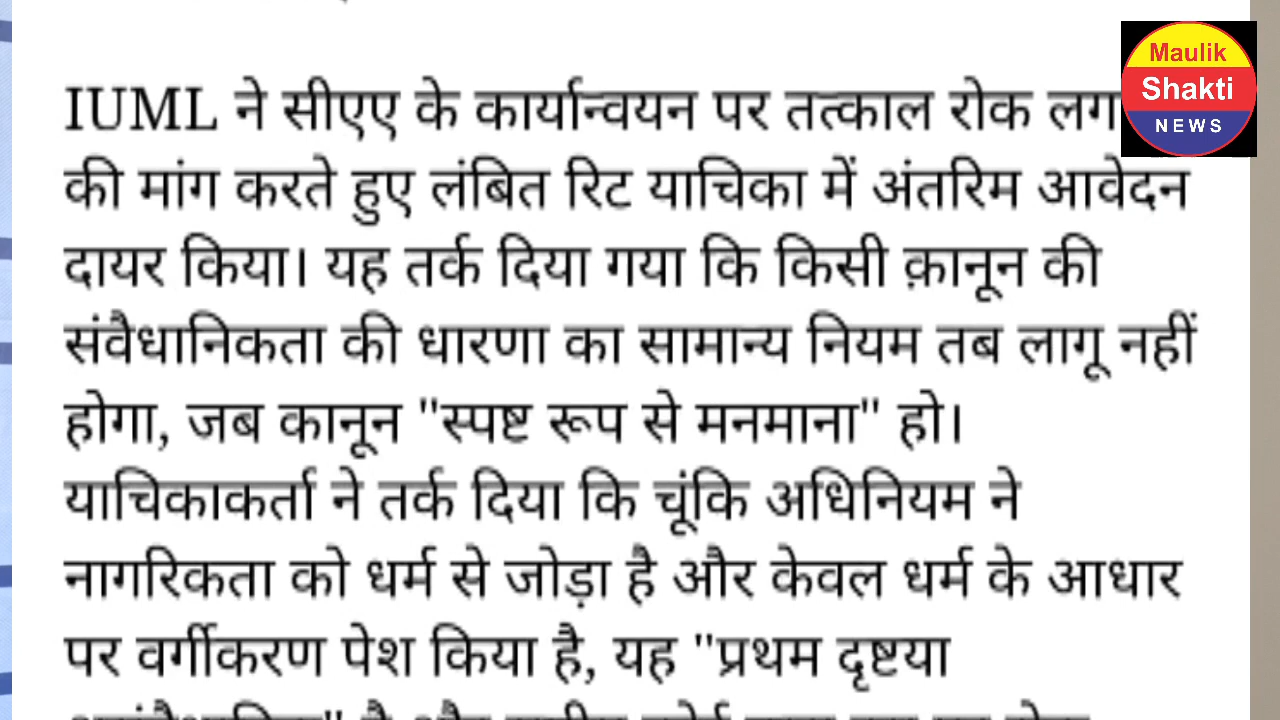 Maulik
Shakti
NEWS
IUML ने सीएए के कार्यान्वयन पर तत्काल रोक
की मांग करते हुए लंबित रिट याचिका में अंतरिम आवेदन
दायर किया। यह तर्क दिया गया कि किसी क़ानून की
संवैधानिकता की धारणा का सामान्य नियम तब लागू नहीं
होगा, जब कानून "स्पष्ट रूप से मनमाना" हो।
याचिकाकर्ता ने तर्क दिया कि चूंकि अधिनियम ने
नागरिकता को धर्म से जोड़ा है और केवल धर्म के आधार
पर वर्गीकरण पेश किया है, यह "प्रथम दृष्टया